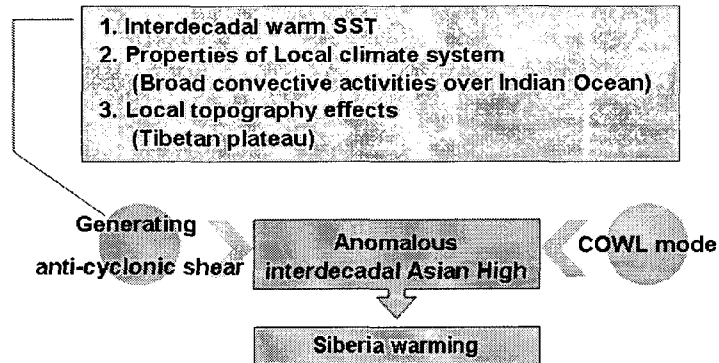 1. Interdecadal warm SST
2. Properties of Local climate system
(Broad convective activities over Indian Ocean)
3. Local topography effects
(Tibetan plateau)
Generating
anti-cyclonic shear
Anomalous
interdecadal Asian High
COWL mode
Siberia warming